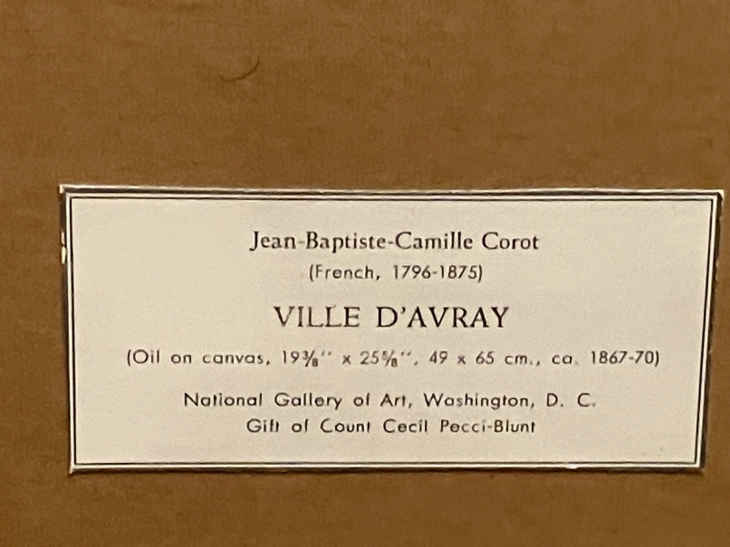 Jean-Baptiste-Camille Corot
(French, 1796-1875)
VILLE D'AVRAY
(Oil on canvas, 19⅜" x 25⅝", 49 x 65 cm., ca. 1867-70)
National Gallery of Art, Washington, D. C.
Gift of Count Cecil Pecci-Blunt